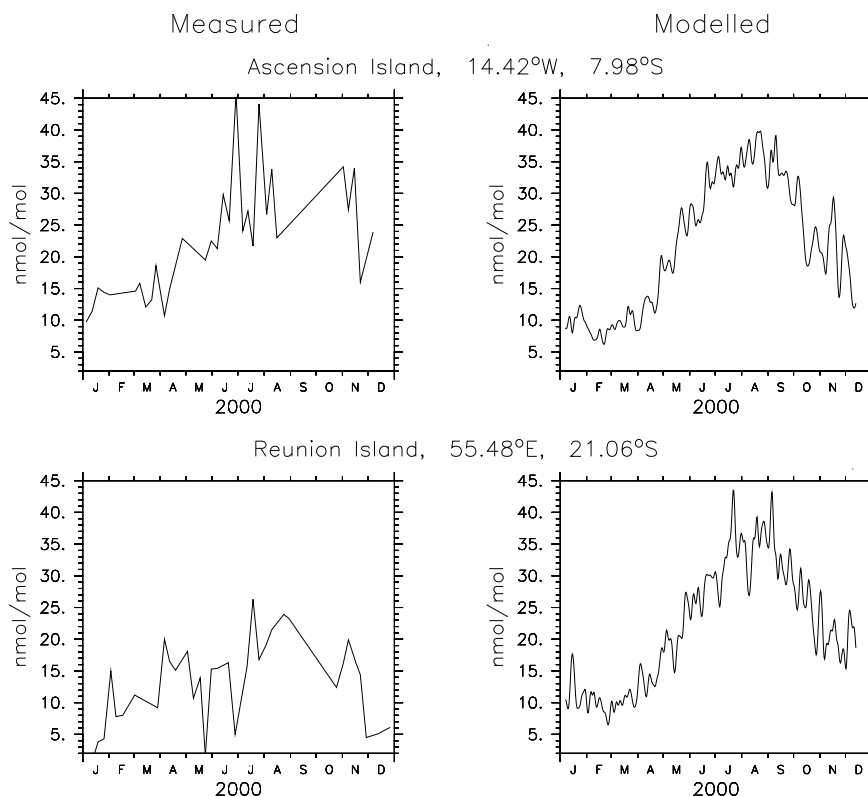 Measured Modelled
Ascension Island, 14.42°W, 7.98°S
45. 45.
40. 40.
35. 35.
30. 30.
25. 25.
20. 20.
15. 15.
10. 10.
5. 5.
nmol/mol nmol/mol
J F M A M J J A S O N D J F M A M J J A S O N D
2000 2000
Reunion Island, 55.48°E, 21.06°S
45. 45.
40. 40.
35. 35.
30. 30.
25. 25.
20. 20.
15. 15.
10. 10.
5. 5.
nmol/mol nmol/mol
J F M A M J J A S O N D J F M A M J J A S O N D
2000 2000